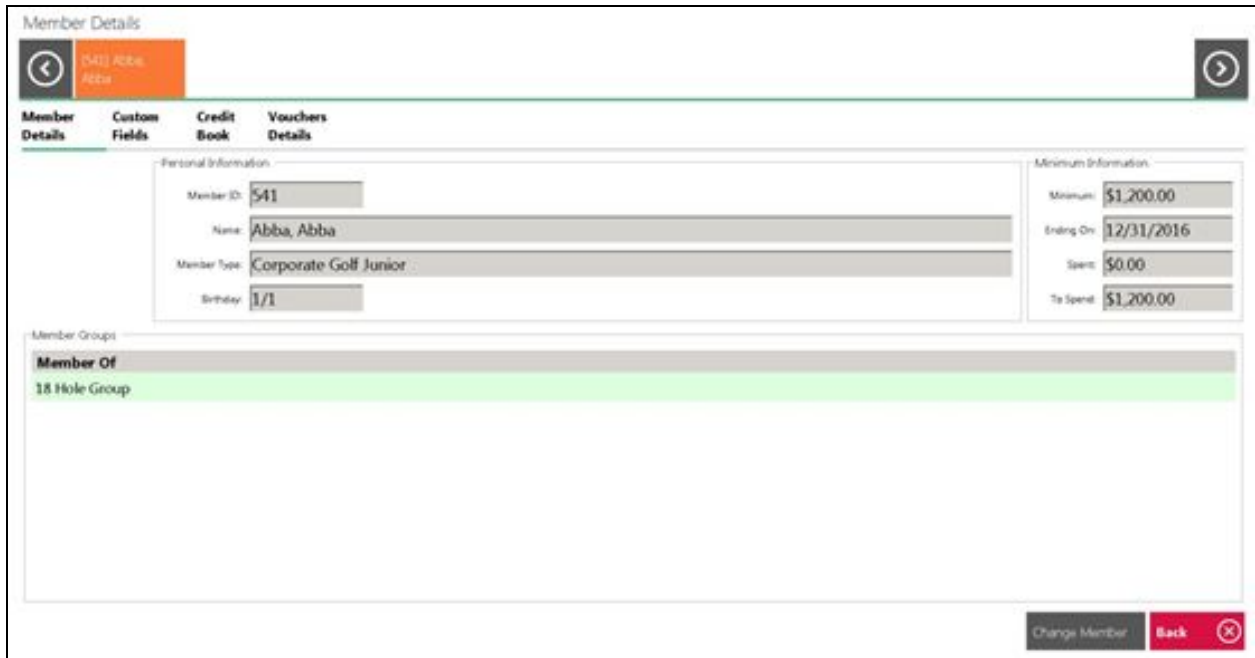 Member Details
[541] Abba,
Abba
Member Details
Custom Fields
Credit Book
Vouchers Details
Personal Information
Member ID: 541
Name: Abba, Abba
Member Type: Corporate Golf Junior
Birthday: 1/1
Minimum Information
Minimum: $1,200.00
Ending On: 12/31/2016
Spent: $0.00
To Spend: $1,200.00
Member Groups
Member Of
18 Hole Group
Change Member
Back